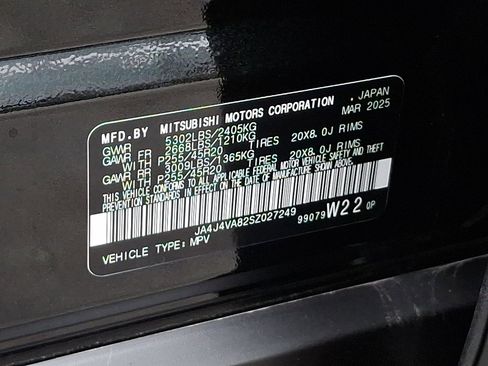 MFD.BY MITSUBISHI MOTORS CORPORATION , JAPAN
MAR 2025
GVWR 5302LBS/2405KG
GAWR FR 2668LBS/1210KG
WITH P255/45R20 TIRES 20X8.0J RIMS
GAWR RR 3009LBS/1365KG
WITH P255/45R20 TIRES 20X8.0J RIMS
THIS VEHICLE CONFORMS TO ALL APPLICABLE FEDERAL MOTOR VEHICLE SAFETY AND THEFT
PREVENTION STANDARDS IN EFFECT ON THE DATE OF MANUFACTURE SHOWN ABOVE.
JA4J4VA82SZ027249
99079 W22 0P
VEHICLE TYPE: MPV